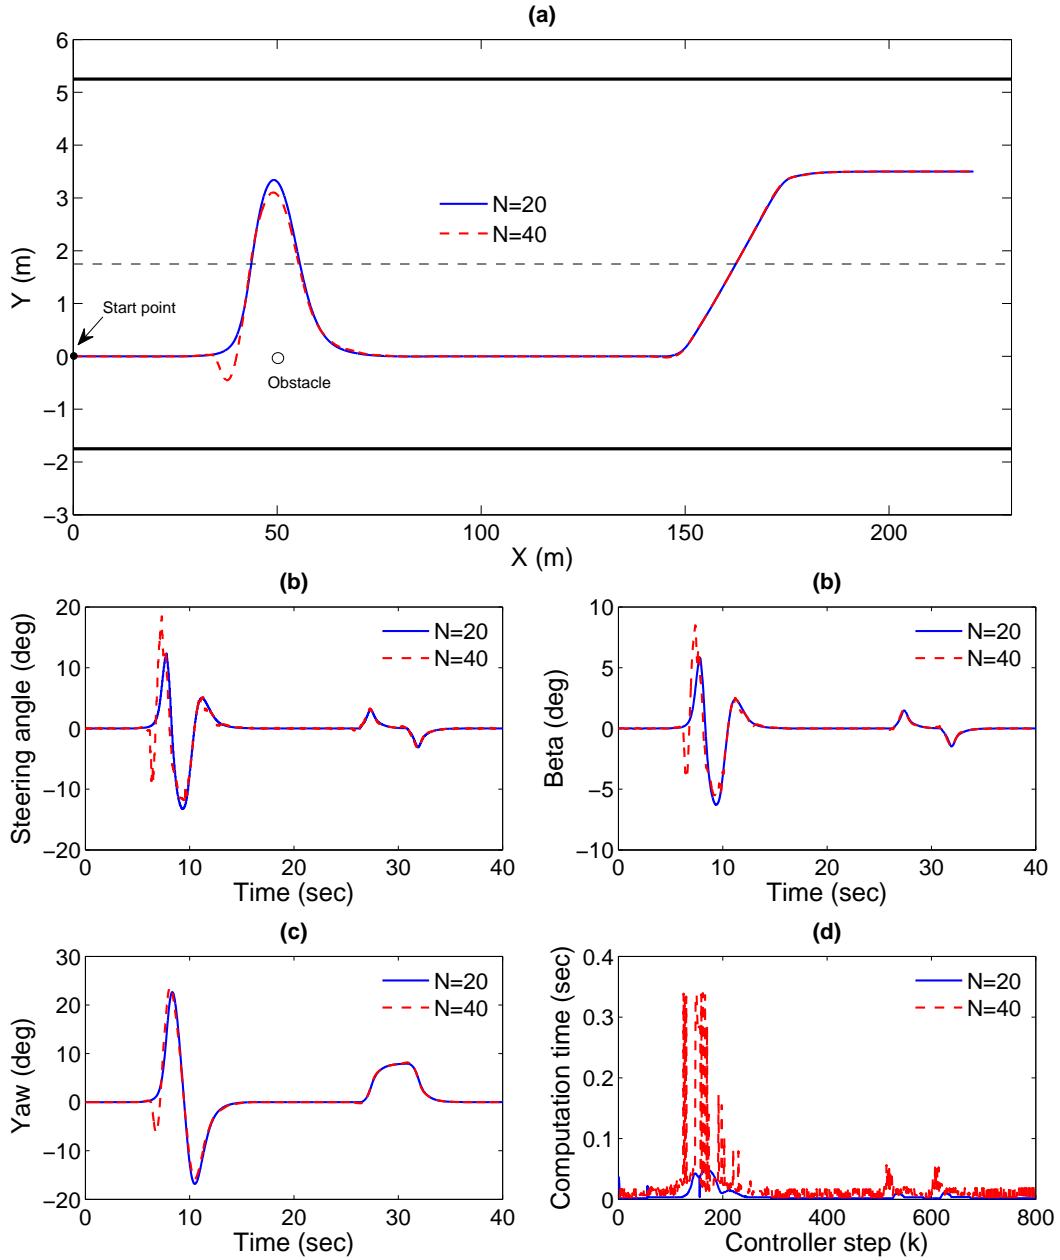 (a)
6
5
4
3
2
1
0
−1
−2
−3
Y (m)
N=20
N=40
Start point
Obstacle
0 50 100 150 200
X (m)
(b)
20
10
0
−10
−20
Steering angle (deg)
N=20
N=40
0 10 20 30 40
Time (sec)
(b)
10
5
0
−5
−10
Beta (deg)
N=20
N=40
0 10 20 30 40
Time (sec)
(c)
30
20
10
0
−10
−20
Yaw (deg)
N=20
N=40
0 10 20 30 40
Time (sec)
(d)
0.4
0.3
0.2
0.1
0
Computation time (sec)
N=20
N=40
0 200 400 600 800
Controller step (k)